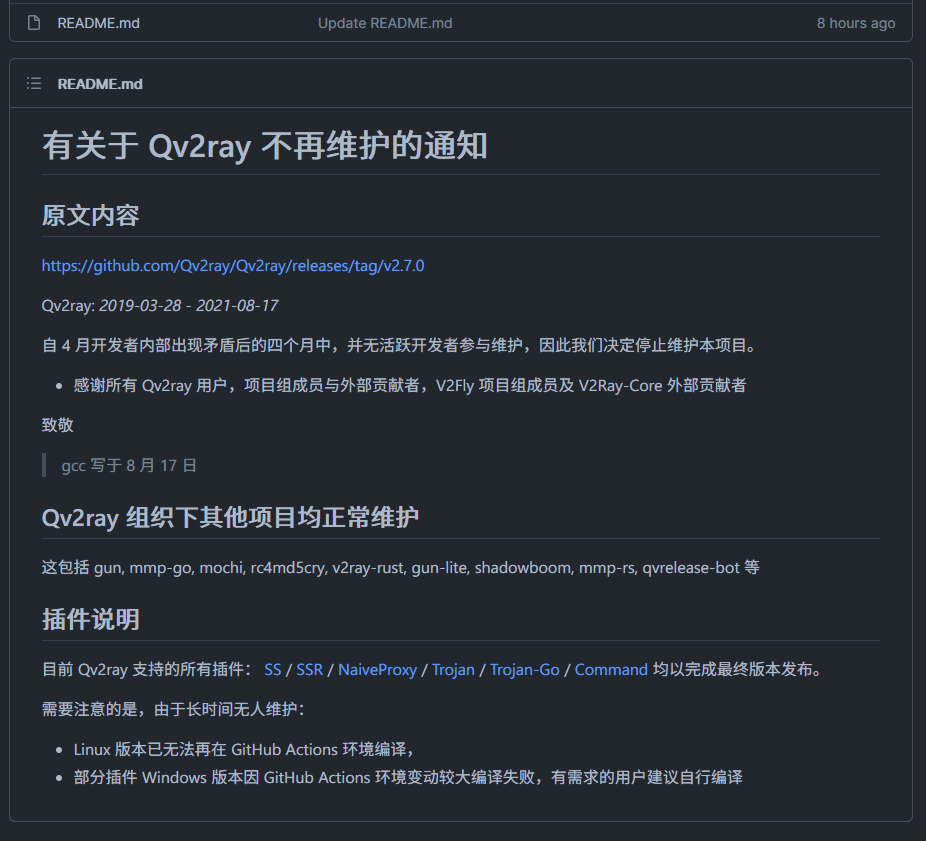 README.md Update README.md 8 hours ago
README.md
有关于 Qv2ray 不再维护的通知
原文内容
https://github.com/Qv2ray/Qv2ray/releases/tag/v2.7.0
Qv2ray: 2019-03-28 - 2021-08-17
自 4 月开发者内部出现矛盾后的四个月中，并无活跃开发者参与维护，因此我们决定停止维护本项目。
• 感谢所有 Qv2ray 用户，项目组成员与外部贡献者，V2Fly 项目组成员及 V2Ray-Core 外部贡献者
致敬
gcc 写于 8 月 17 日
Qv2ray 组织下其他项目均正常维护
这包括 gun, mmp-go, mochi, rc4md5cry, v2ray-rust, gun-lite, shadowboom, mmp-rs, qvrelease-bot 等
插件说明
目前 Qv2ray 支持的所有插件： SS / SSR / NaiveProxy / Trojan / Trojan-Go / Command 均以完成最终版本发布。
需要注意的是，由于长时间无人维护：
• Linux 版本已无法再在 GitHub Actions 环境编译，
• 部分插件 Windows 版本因 GitHub Actions 环境变动较大编译失败，有需求的用户建议自行编译